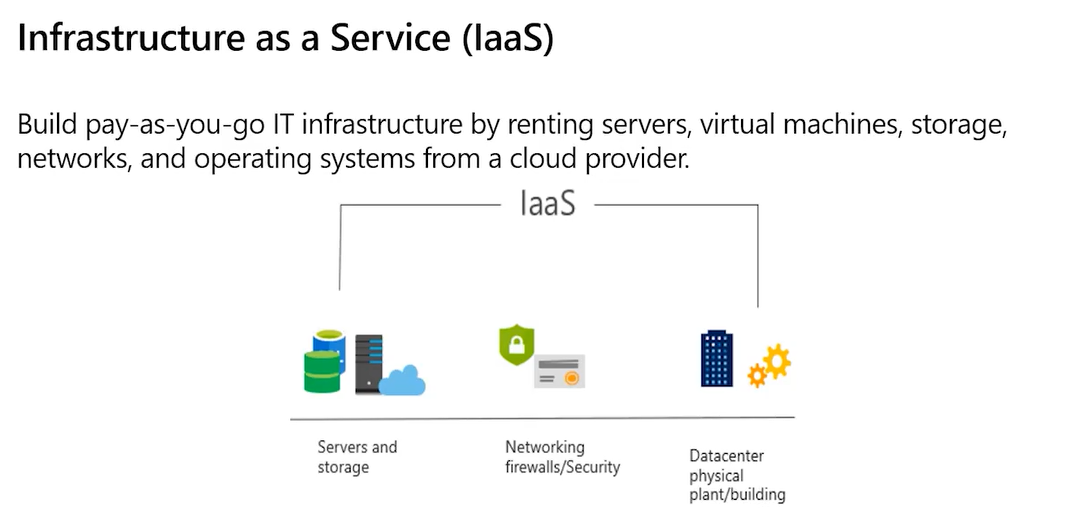 Infrastructure as a Service (IaaS)
Build pay-as-you-go IT infrastructure by renting servers, virtual machines, storage,
networks, and operating systems from a cloud provider.
IaaS
Servers and
storage
Networking
firewalls/Security
Datacenter
physical
plant/building